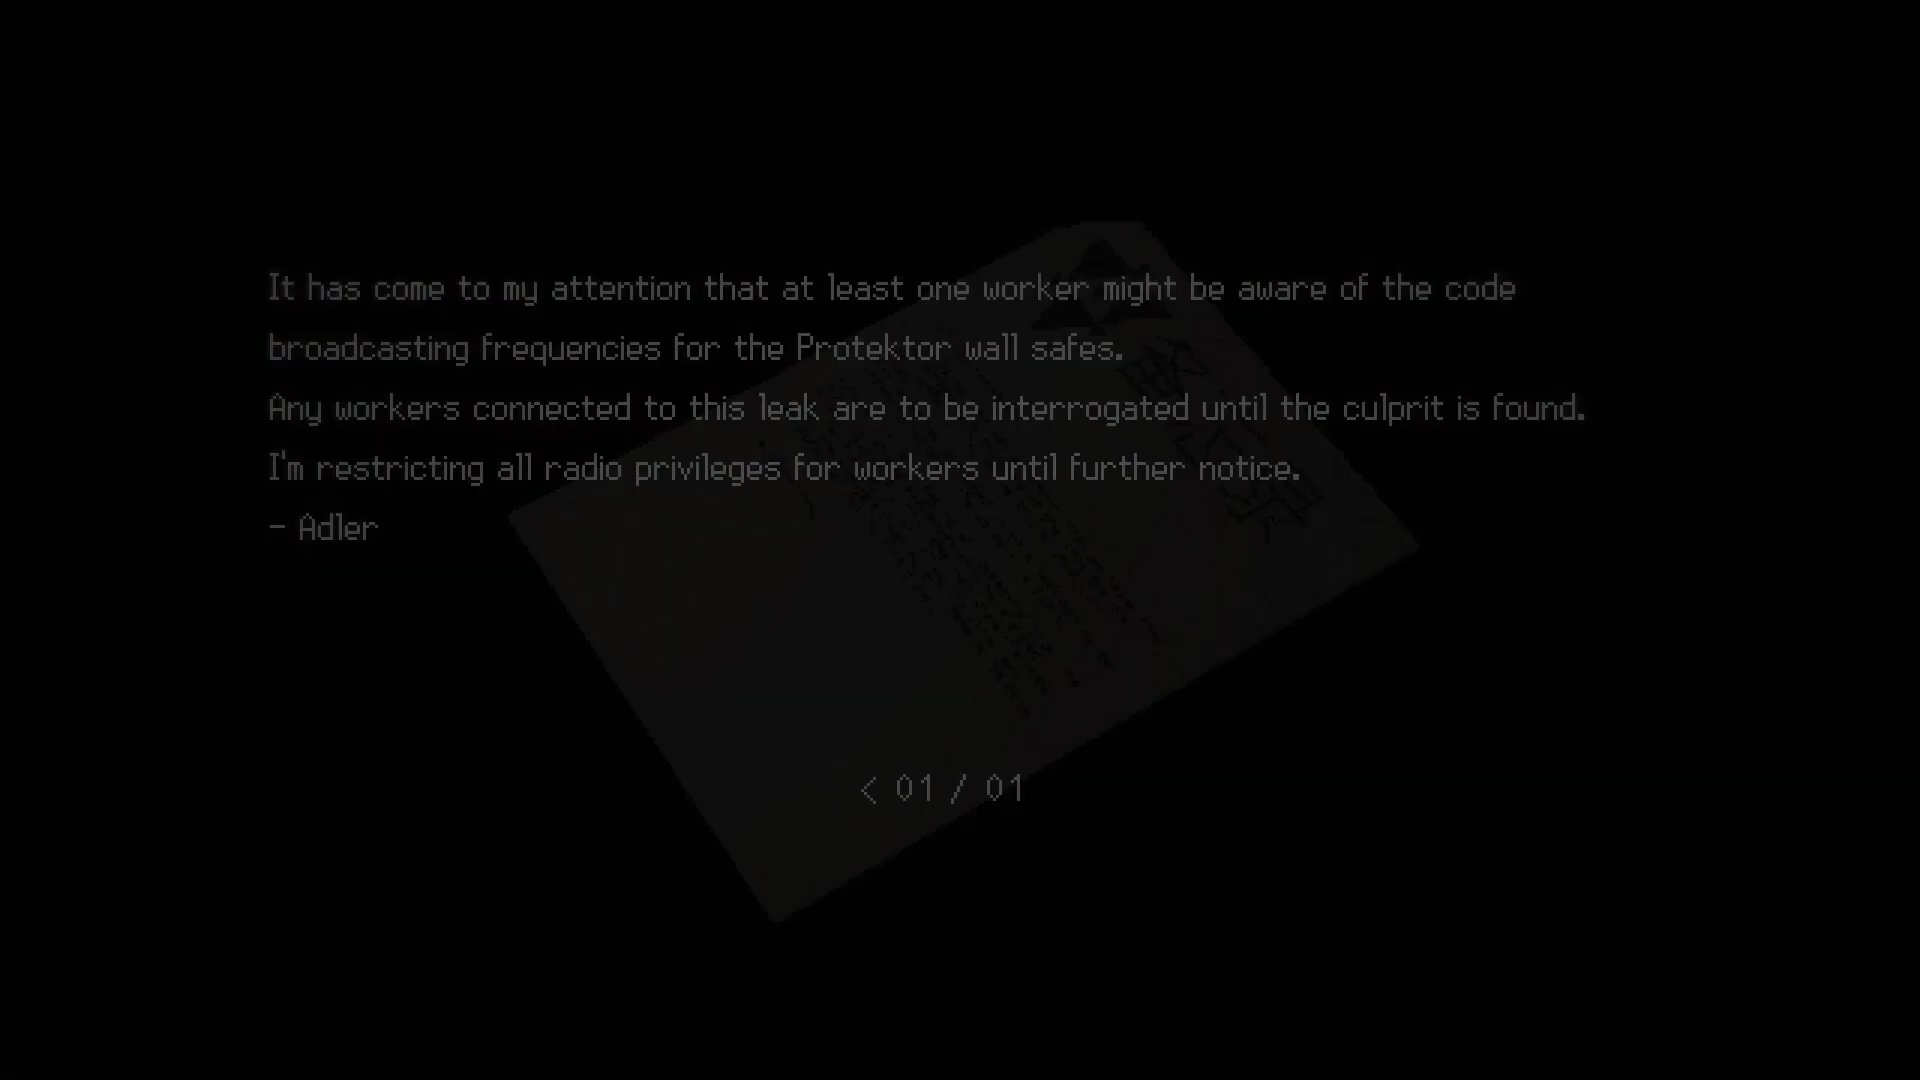 It has come to my attention that at least one worker might be aware of the code
broadcasting frequencies for the Protektor wall safes.
Any workers connected to this leak are to be interrogated until the culprit is found.
I'm restricting all radio privileges for workers until further notice.
- Adler
< 01 / 01